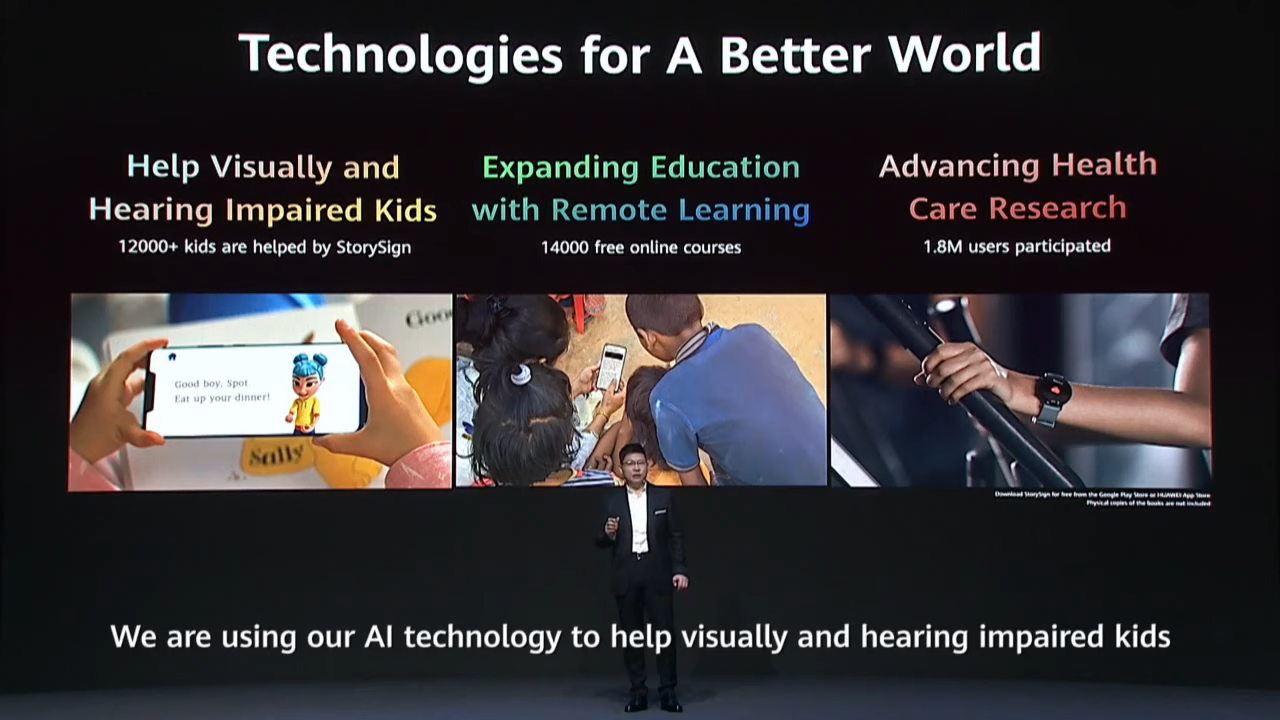 Technologies for A Better World
Help Visually and
Hearing Impaired Kids
12000+ kids are helped by StorySign
Expanding Education
with Remote Learning
14000 free online courses
Advancing Health
Care Research
1.8M users participated
Good boy, Spot
Eat up your dinner!
Goo
Sally
Download StorySign for free from the Google Play Store or HUAWEI App Store
Physical copies of the books are not included
We are using our AI technology to help visually and hearing impaired kids